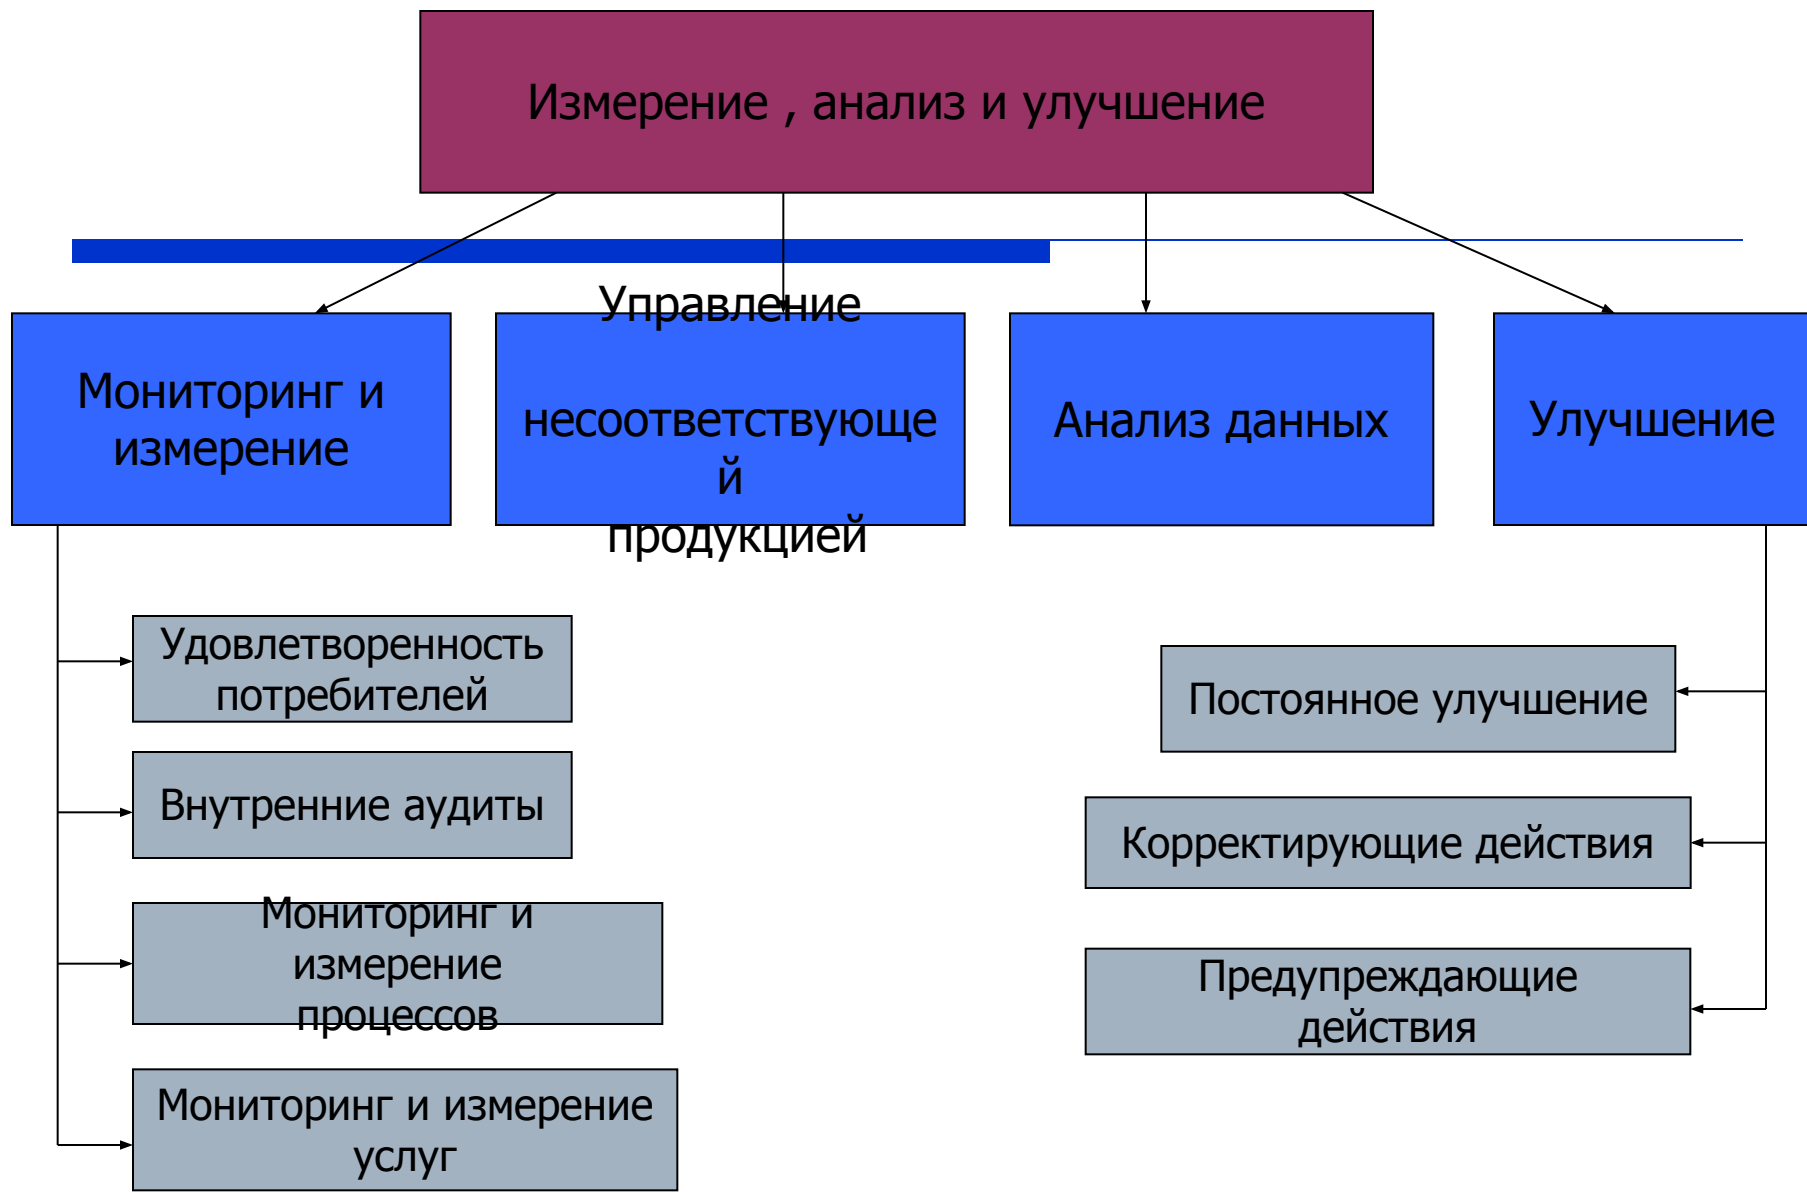 Измерение , анализ и улучшение
Мониторинг и
измерение
Управление
несоответствующе
й
продукцией
Анализ данных
Улучшение
Удовлетворенность
потребителей
Внутренние аудиты
Мониторинг и
измерение
процессов
Мониторинг и измерение
услуг
Постоянное улучшение
Корректирующие действия
Предупреждающие
действия